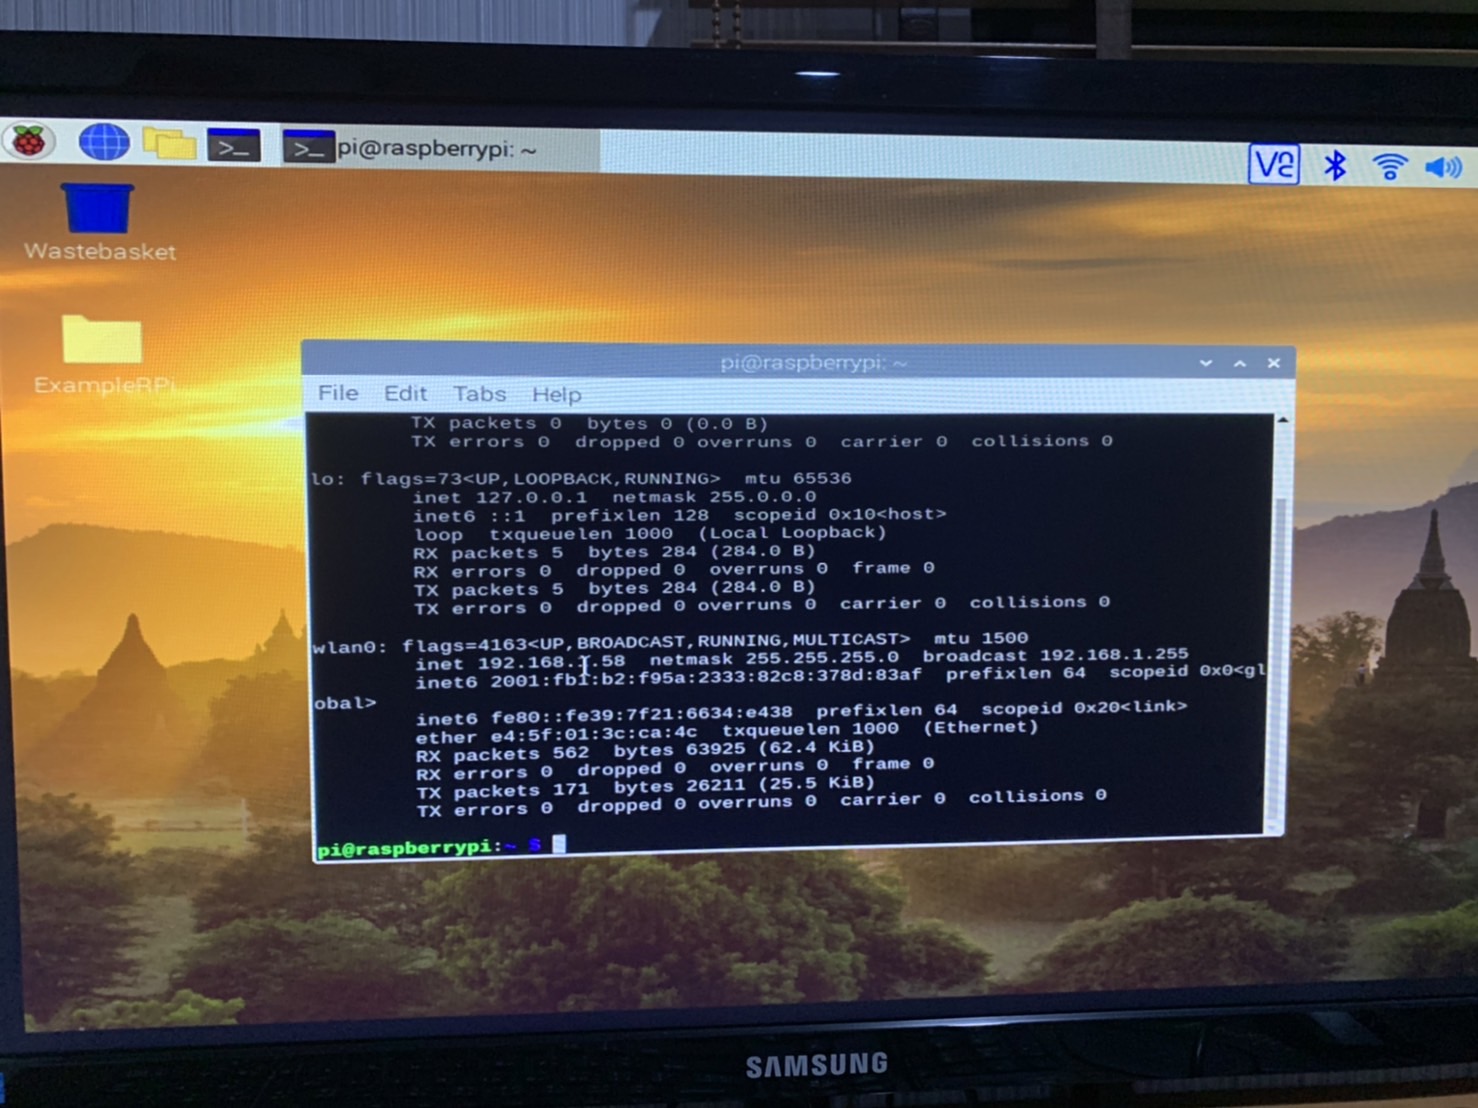 pi@raspberrypi: ~
VS
Wastebasket
ExampleRPi
pi@raspberrypi: ~
File Edit Tabs Help
TX packets 0 bytes 0 (0.0 B)
TX errors 0 dropped 0 overruns 0 carrier 0 collisions 0
lo: flags=73<UP,LOOPBACK,RUNNING> mtu 65536
inet 127.0.0.1 netmask 255.0.0.0
inet6 ::1 prefixlen 128 scopeid 0x10<host>
loop txqueuelen 1000 (Local Loopback)
RX packets 5 bytes 284 (284.0 B)
RX errors 0 dropped 0 overruns 0 frame 0
TX packets 5 bytes 284 (284.0 B)
TX errors 0 dropped 0 overruns 0 carrier 0 collisions 0
wlan0: flags=4163<UP,BROADCAST,RUNNING,MULTICAST> mtu 1500
inet 192.168.1.58 netmask 255.255.255.0 broadcast 192.168.1.255
inet6 2001:fb1:b2:f95a:2333:82c8:378d:83af prefixlen 64 scopeid 0x0<gl
obal>
inet6 fe80::fe39:7f21:6634:e438 prefixlen 64 scopeid 0x20<link>
ether e4:5f:01:3c:ca:4c txqueuelen 1000 (Ethernet)
RX packets 562 bytes 63925 (62.4 KiB)
RX errors 0 dropped 0 overruns 0 frame 0
TX packets 171 bytes 26211 (25.5 KiB)
TX errors 0 dropped 0 overruns 0 carrier 0 collisions 0
pi@raspberrypi:~ $
SAMSUNG